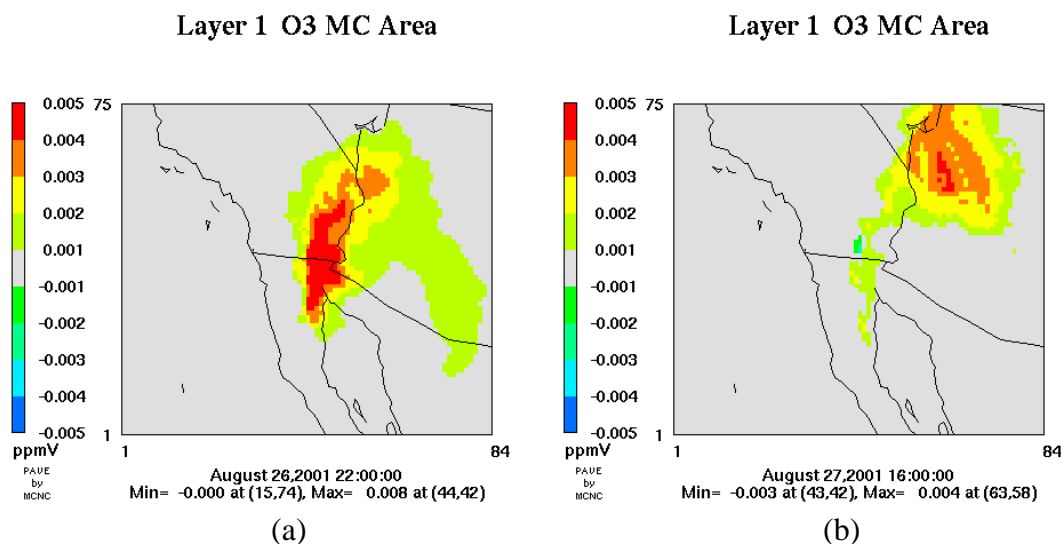 Layer 1 O3 MC Area
0.005
0.004
0.003
0.002
0.001
-0.001
-0.002
-0.003
-0.004
-0.005
ppmV
PAVE
by
MCNC
75
1
1
84
August 26,2001 22:00:00
Min= -0.000 at (15,74), Max= 0.008 at (44,42)
(a)
Layer 1 O3 MC Area
0.005
0.004
0.003
0.002
0.001
-0.001
-0.002
-0.003
-0.004
-0.005
ppmV
PAVE
by
MCNC
75
1
1
84
August 27,2001 16:00:00
Min= -0.003 at (43,42), Max= 0.004 at (63,58)
(b)